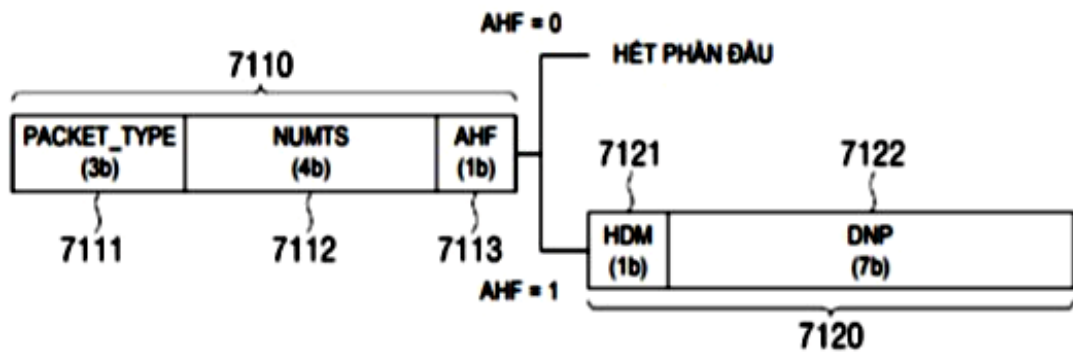 AHF = 0
HẾT PHẦN ĐẦU
7110
PACKET_TYPE
(3b)
NUMTS
(4b)
AHF
(1b)
7111
7112
7113
7121
7122
HDM
(1b)
DNP
(7b)
AHF = 1
7120